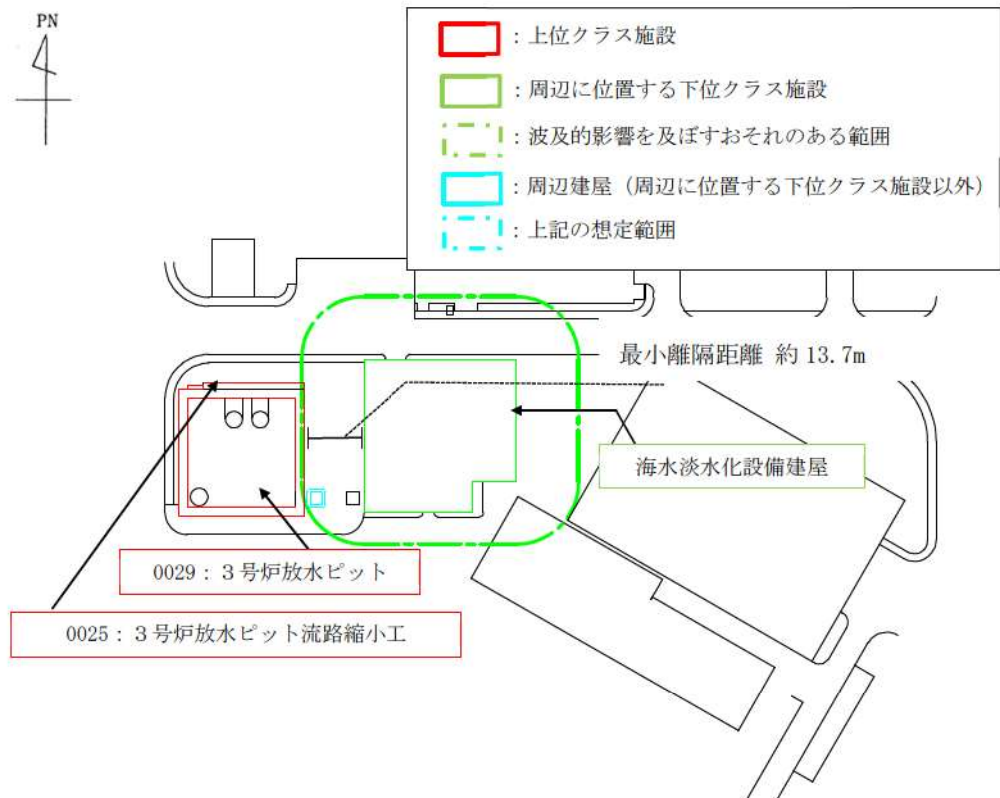 PN
：上位クラス施設
：周辺に位置する下位クラス施設
：波及的影響を及ぼすおそれのある範囲
：周辺建屋（周辺に位置する下位クラス施設以外）
：上記の想定範囲
最小離隔距離 約 13.7m
海水淡水化設備建屋
0029：３号炉放水ピット
0025：３号炉放水ピット流路縮小工